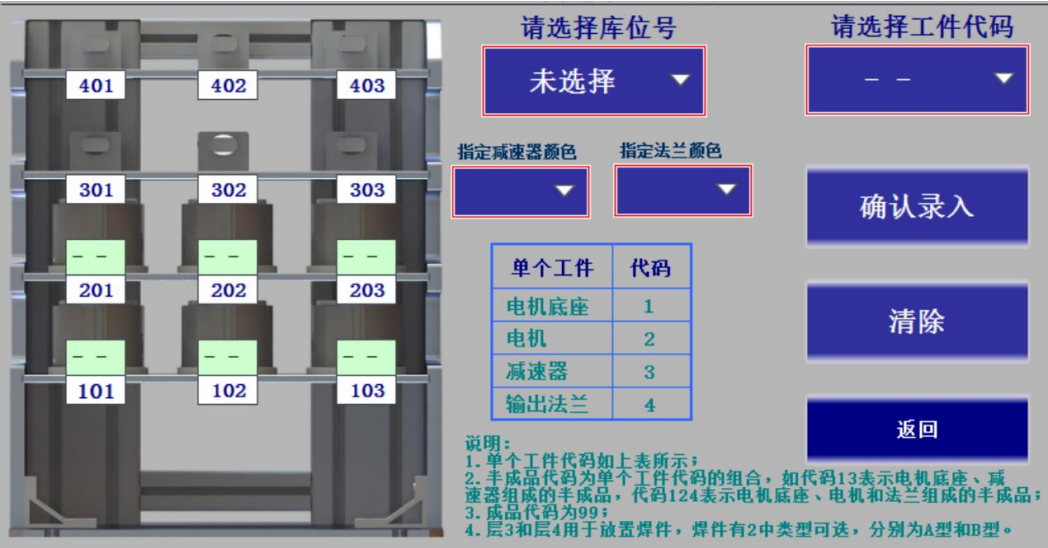 请选择库位号
请选择工件代码
未选择
- -
401 402 403
指定减速器颜色 指定法兰颜色
301 302 303
确认录入
- - - - - -
201 202 203
单个工件 代码
电机底座 1
电机 2
减速器 3
输出法兰 4
清除
- - - - - -
101 102 103
返回
说明:
1.单个工件代码如上表所示;
2.半成品代码为单个工件代码的组合，如代码13表示电机底座、减
速器组成的半成品，代码124表示电机底座、电机和法兰组成的半成品;
3.成品代码为99;
4.层3和层4用于放置焊件，焊件有2中类型可选，分别为A型和B型。